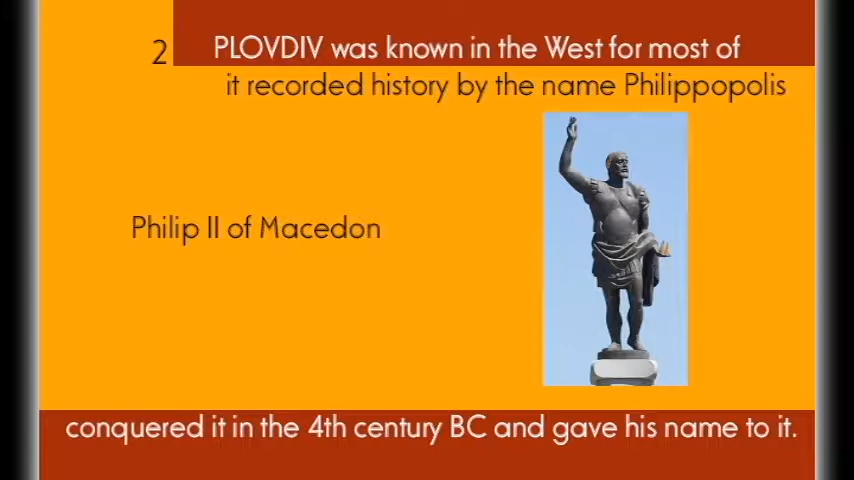 2
PLOVDIV was known in the West for most of
it recorded history by the name Philippopolis
Philip II of Macedon
conquered it in the 4th century BC and gave his name to it.